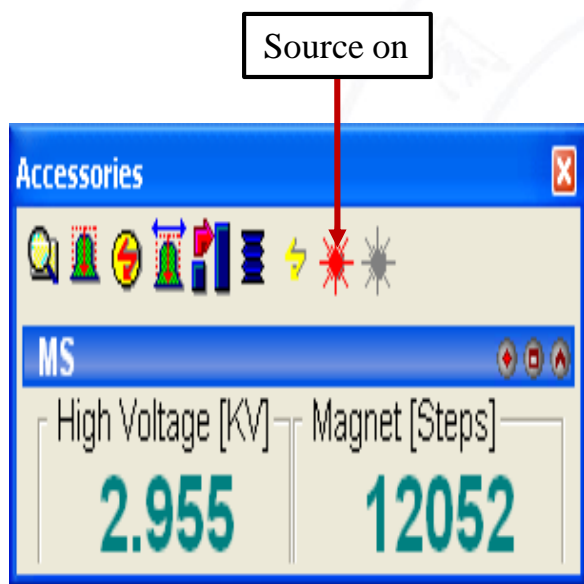 Source on
Accessories
MS
High Voltage [KV] Magnet [Steps]
2.955 12052